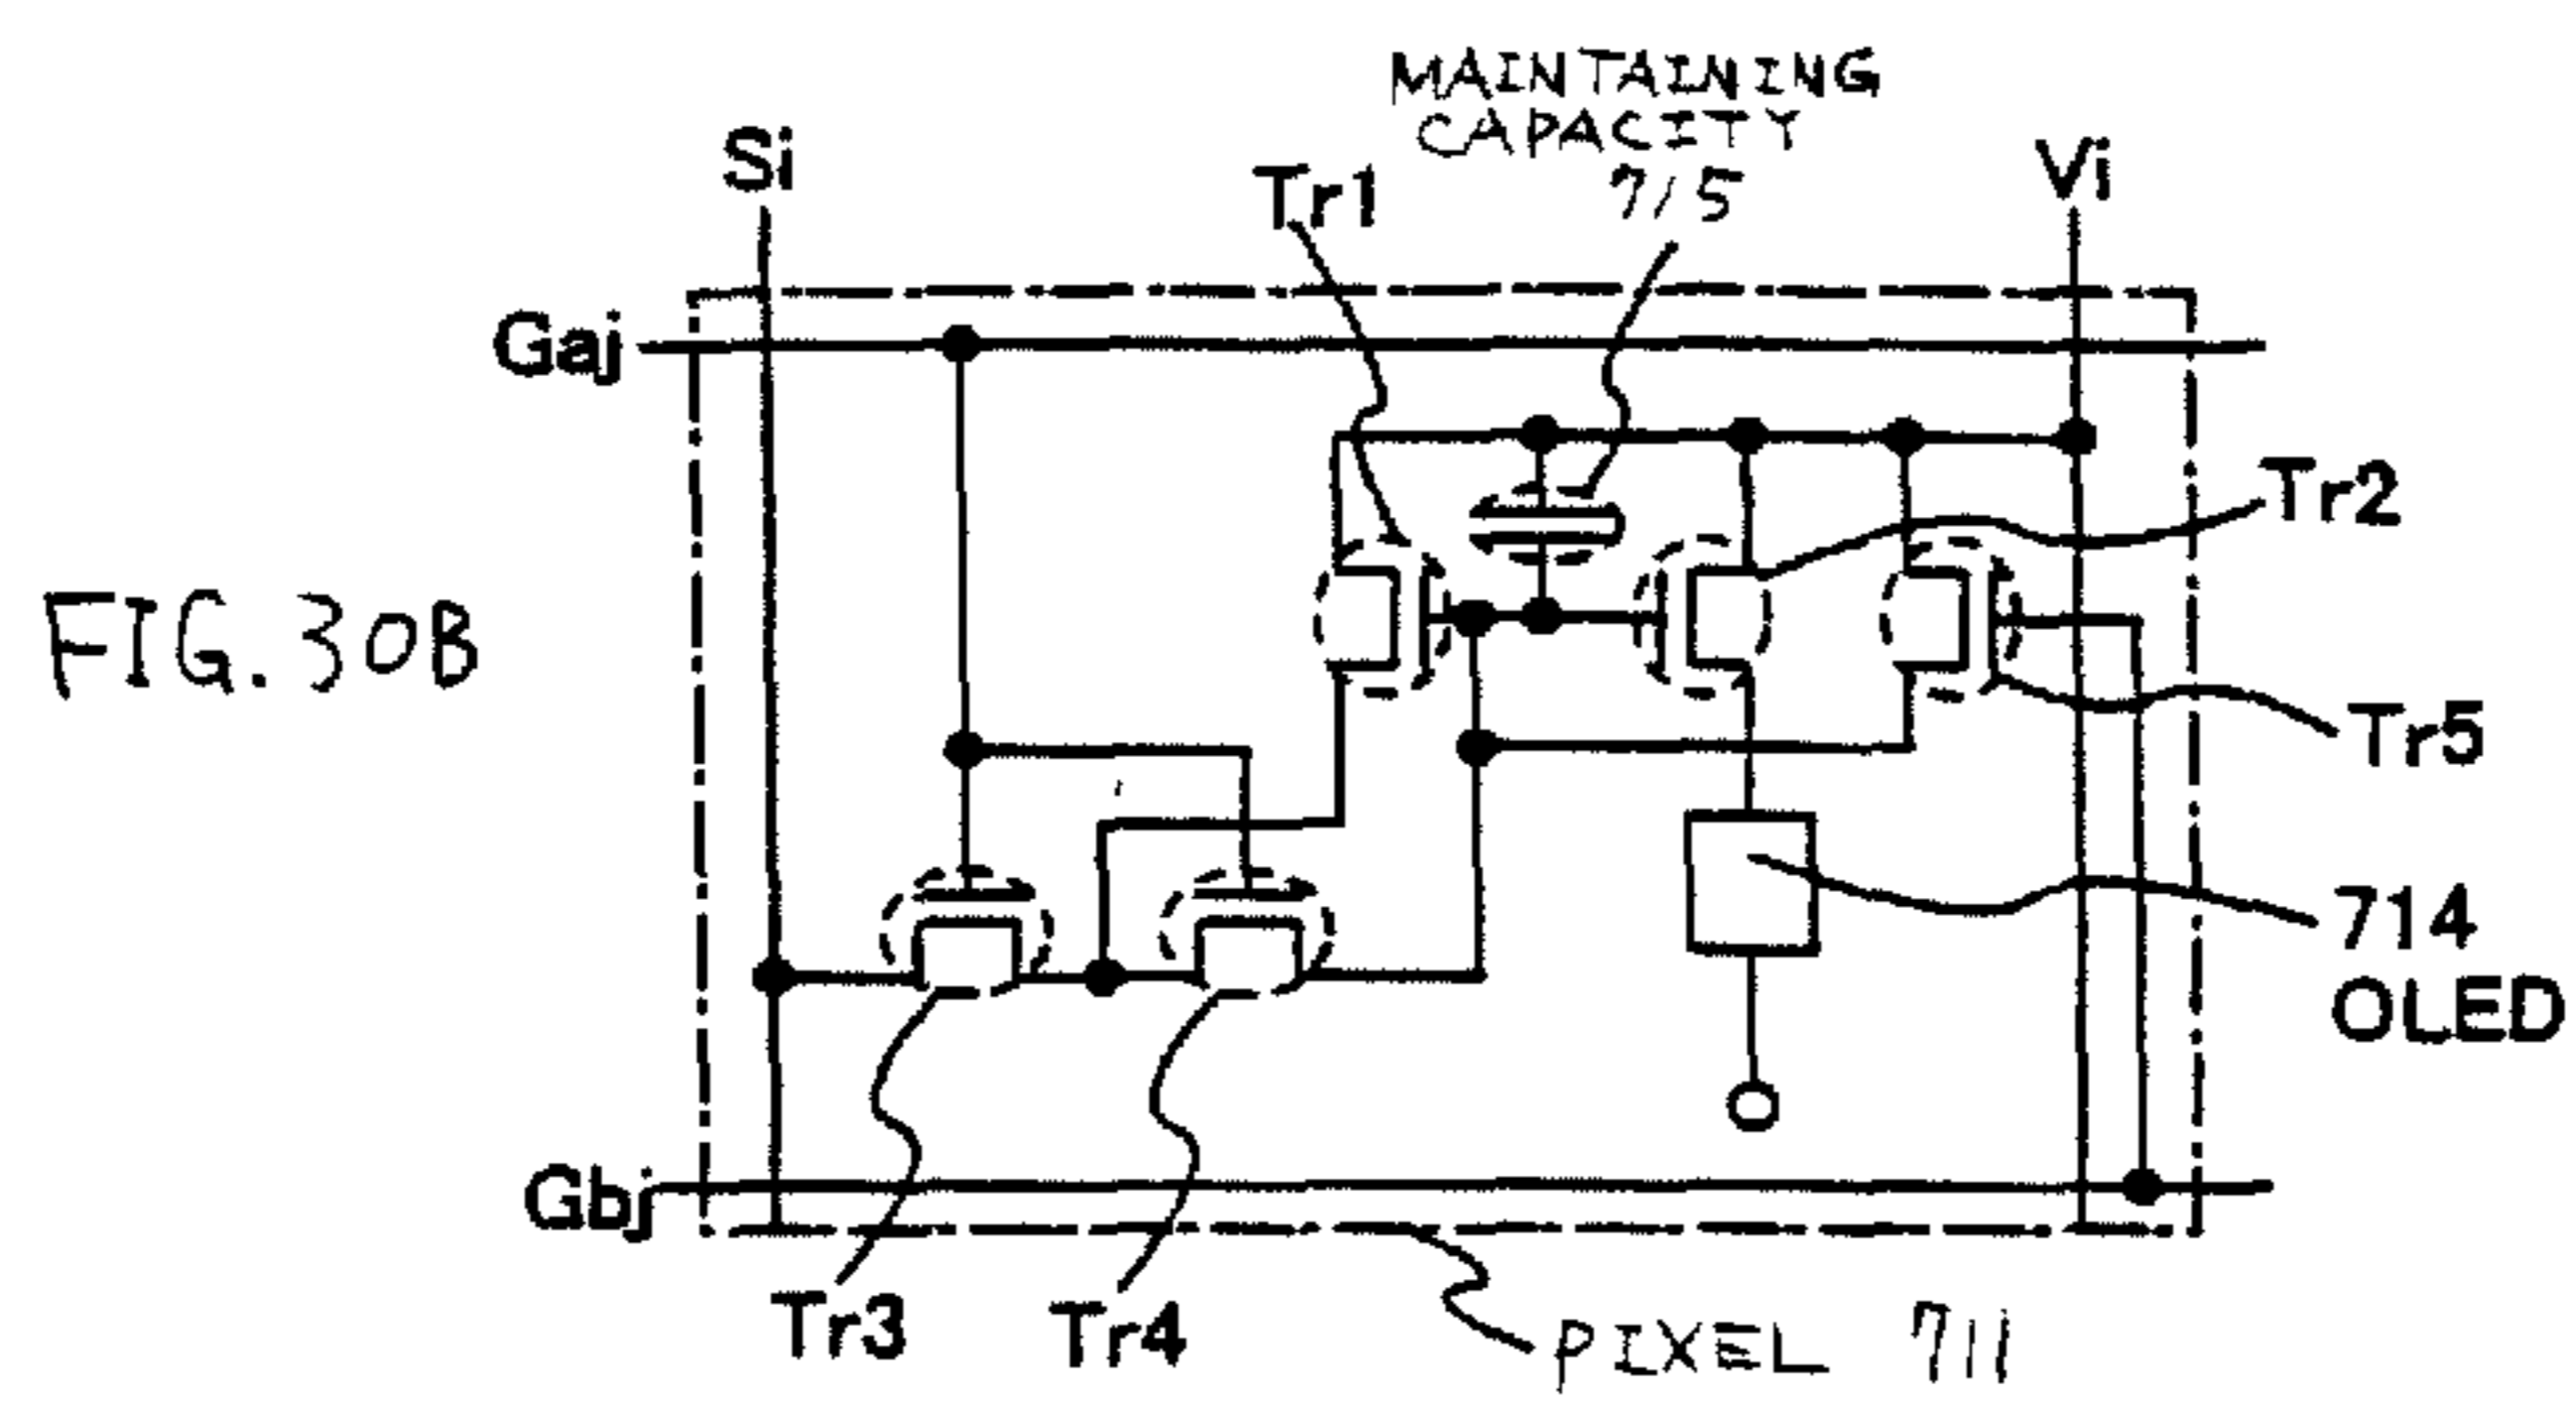 MAINTAINING
CAPACITY
715
Si
Tr1
Vi
Gaj
Tr2
FIG. 30B
Tr5
714
OLED
Gbj
Tr3
Tr4
PIXEL 711